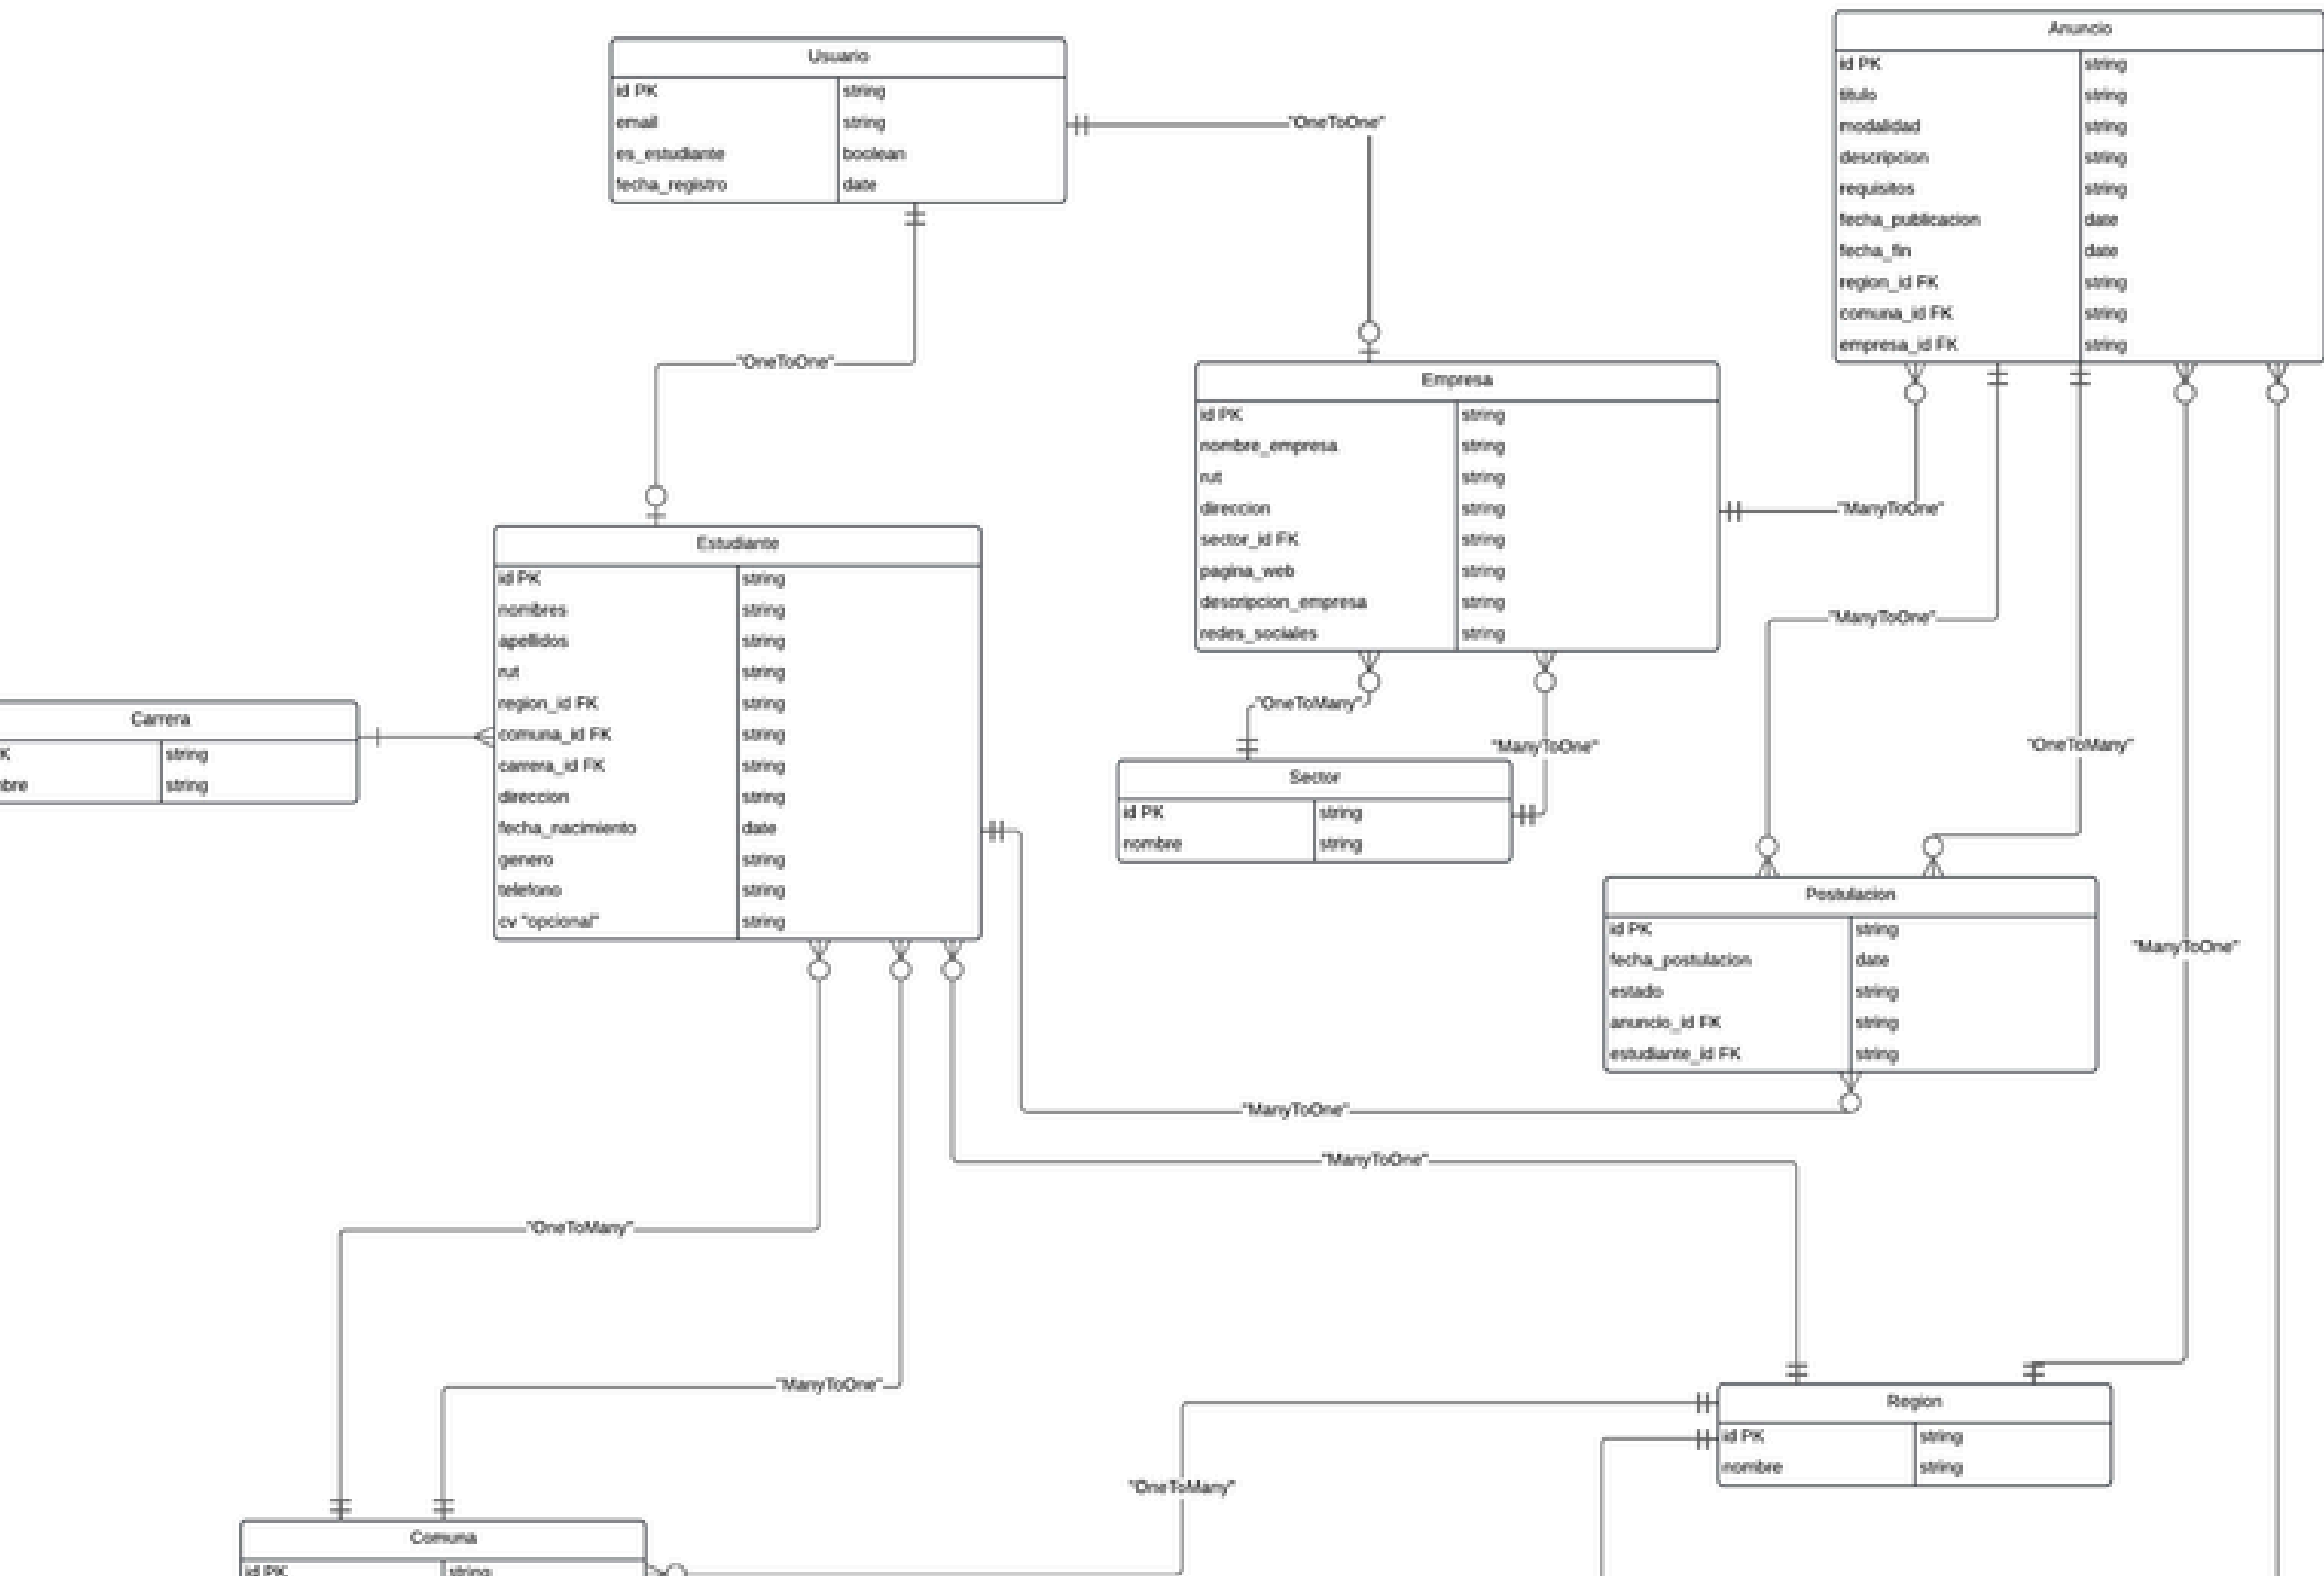 Usuario
id PK string
email string
es_estudiante boolean
fecha_registro date
"OneToOne"
"OneToOne"
Anuncio
id PK string
titulo string
modalidad string
descripcion string
requisitos string
fecha_publicacion date
fecha_fin date
region_id FK string
comuna_id FK string
empresa_id FK string
Empresa
id PK string
nombre_empresa string
rut string
direccion string
sector_id FK string
pagina_web string
descripcion_empresa string
redes_sociales string
"ManyToOne"
"ManyToOne"
Estudiante
id PK string
nombres string
apellidos string
rut string
region_id FK string
comuna_id FK string
carrera_id FK string
direccion string
fecha_nacimiento date
genero string
telefono string
cv "opcional" string
Carrera
K string
bre string
"OneToMany"
"ManyToOne"
"OneToMany"
Sector
id PK string
nombre string
Postulacion
id PK string
fecha_postulacion date
estado string
anuncio_id FK string
estudiante_id FK string
"ManyToOne"
"ManyToOne"
"ManyToOne"
"OneToMany"
"ManyToOne"
Region
id PK string
nombre string
"OneToMany"
Comuna
id PK string